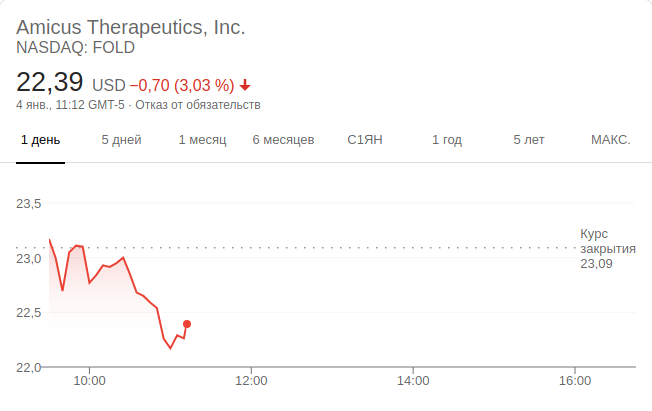 Amicus Therapeutics, Inc.
NASDAQ: FOLD
22,39 USD −0,70 (3,03 %)
4 янв., 11:12 GMT-5 · Отказ от обязательств
1 день 5 дней 1 месяц 6 месяцев С1ЯН 1 год 5 лет МАКС.
23,5
Курс
закрытия
23,09
23,0
22,5
22,0
10:00 12:00 14:00 16:00